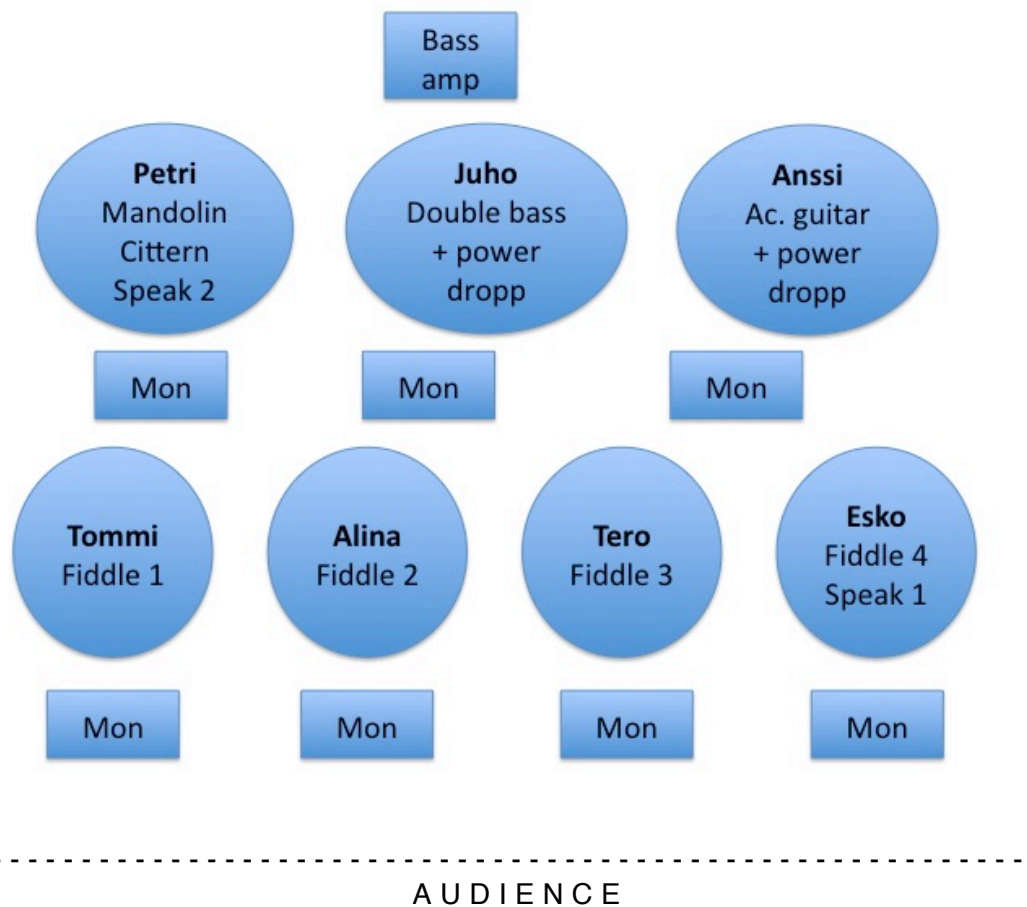 Bass
amp
Petri
Mandolin
Cittern
Speak 2
Juho
Double bass
+ power
dropp
Anssi
Ac. guitar
+ power
dropp
Mon
Mon
Mon
Tommi
Fiddle 1
Alina
Fiddle 2
Tero
Fiddle 3
Esko
Fiddle 4
Speak 1
Mon
Mon
Mon
Mon
AUDIENCE